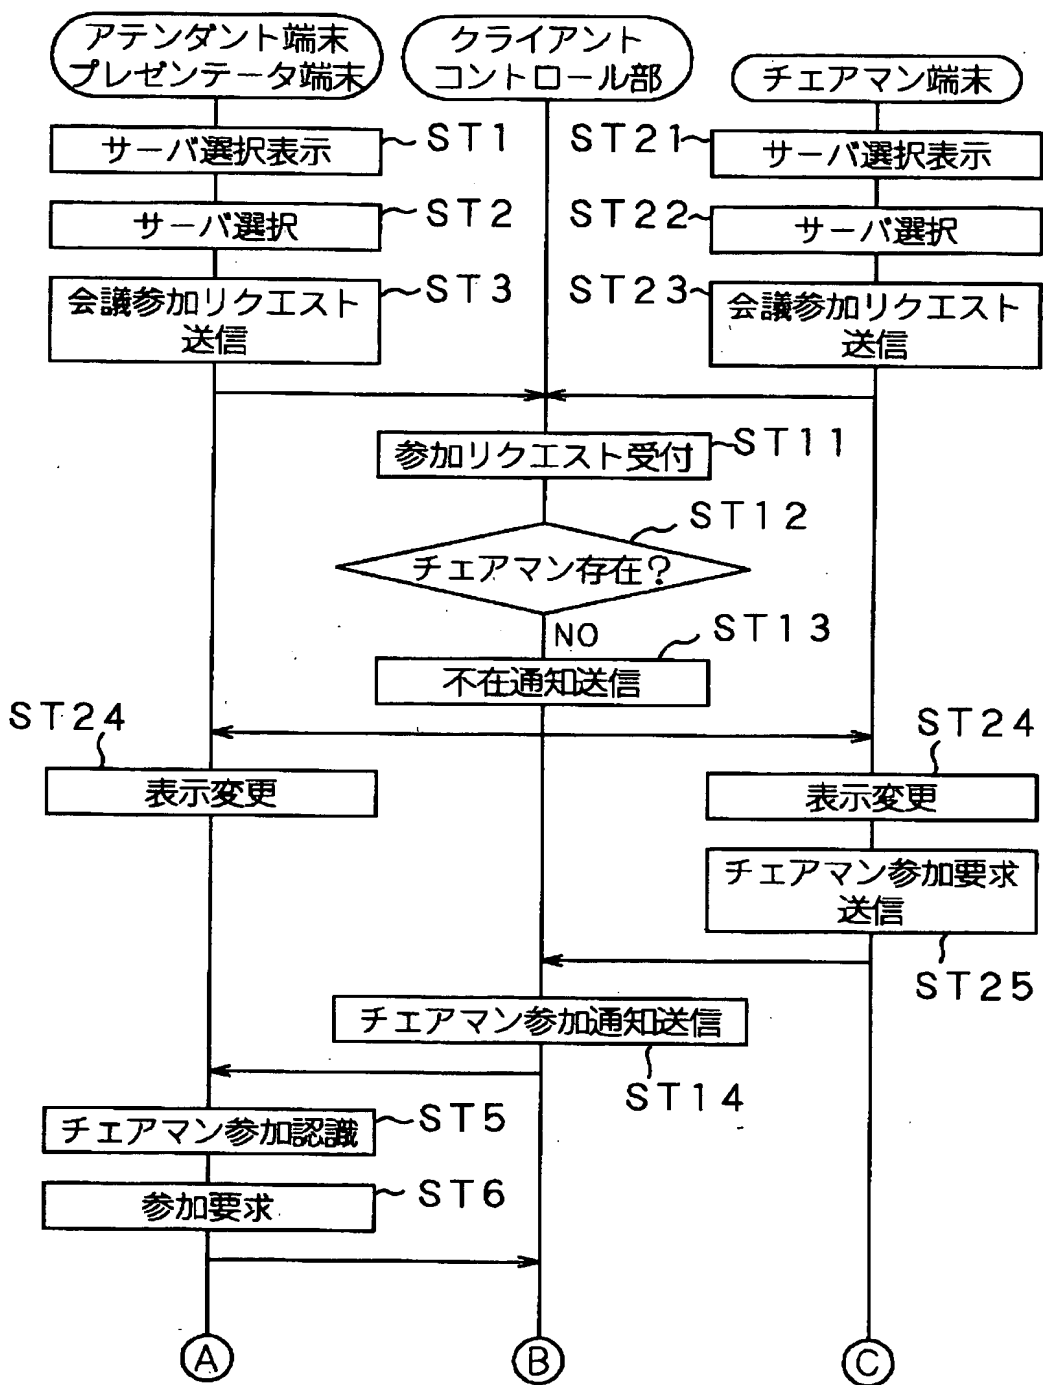 アテンダント端末
プレゼンテータ端末
クライアント
コントロール部
チェアマン端末
サーバ選択表示
ST1
ST21
サーバ選択表示
サーバ選択
ST2
ST22
サーバ選択
会議参加リクエスト
送信
ST3
ST23
会議参加リクエスト
送信
参加リクエスト受付
ST11
ST12
チェアマン存在?
NO
ST13
不在通知送信
ST24
ST24
表示変更
表示変更
チェアマン参加要求
送信
ST25
チェアマン参加通知送信
ST14
チェアマン参加認識
ST5
参加要求
ST6
A
B
C